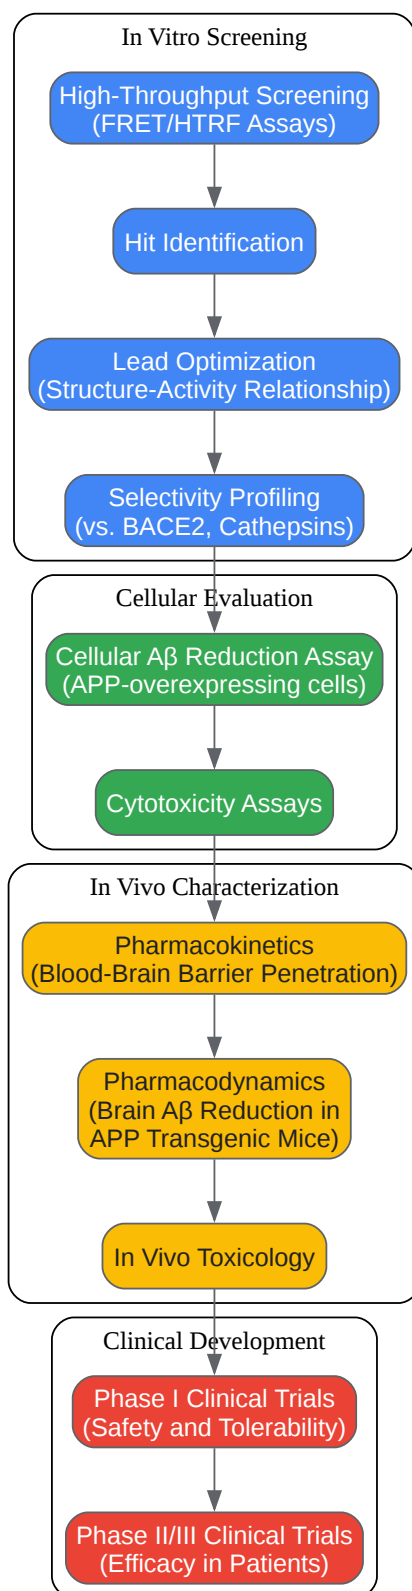 In Vitro Screening
High-Throughput Screening
(FRET/HTRF Assays)
Hit Identification
Lead Optimization
(Structure-Activity Relationship)
Selectivity Profiling
(vs. BACE2, Cathepsins)
Cellular Evaluation
Cellular Aβ Reduction Assay
(APP-overexpressing cells)
Cytotoxicity Assays
In Vivo Characterization
Pharmacokinetics
(Blood-Brain Barrier Penetration)
Pharmacodynamics
(Brain Aβ Reduction in
APP Transgenic Mice)
In Vivo Toxicology
Clinical Development
Phase I Clinical Trials
(Safety and Tolerability)
Phase II/III Clinical Trials
(Efficacy in Patients)